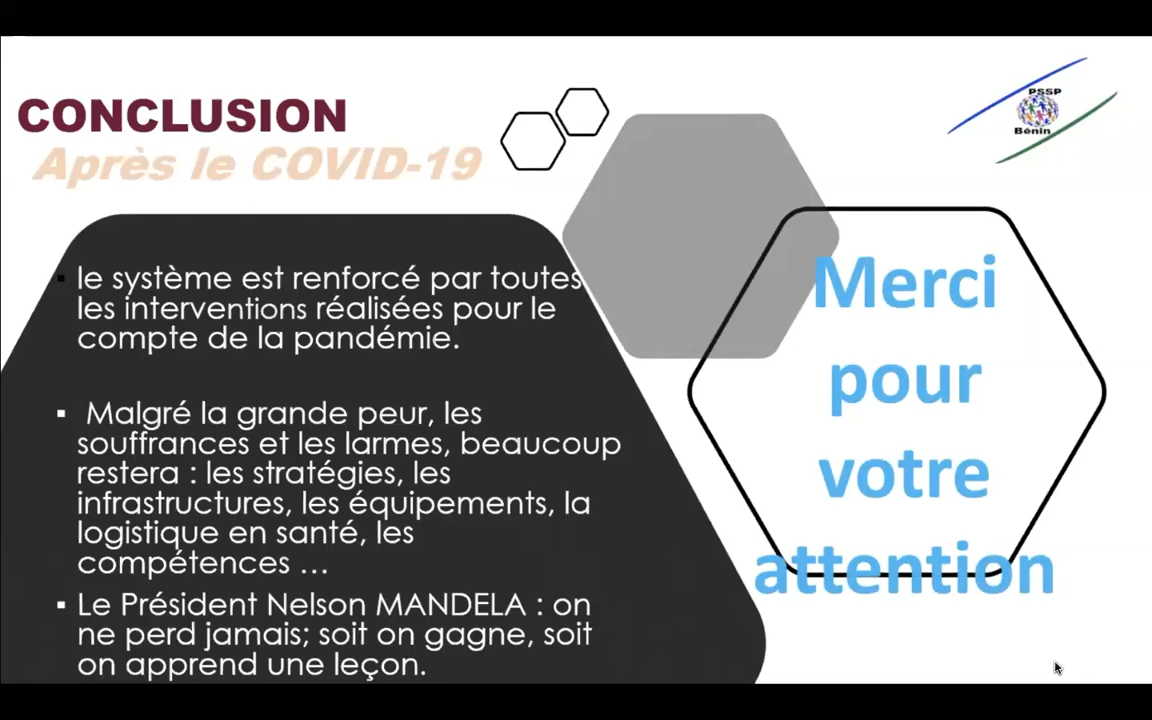 CONCLUSION
Après le COVID-19
PSSP
Bénin
▪ le système est renforcé par toutes
les interventions réalisées pour le
compte de la pandémie.
▪ Malgré la grande peur, les
souffrances et les larmes, beaucoup
restera : les stratégies, les
infrastructures, les équipements, la
logistique en santé, les
compétences ...
▪ Le Président Nelson MANDELA : on
ne perd jamais; soit on gagne, soit
on apprend une leçon.
Merci
pour
votre
attention